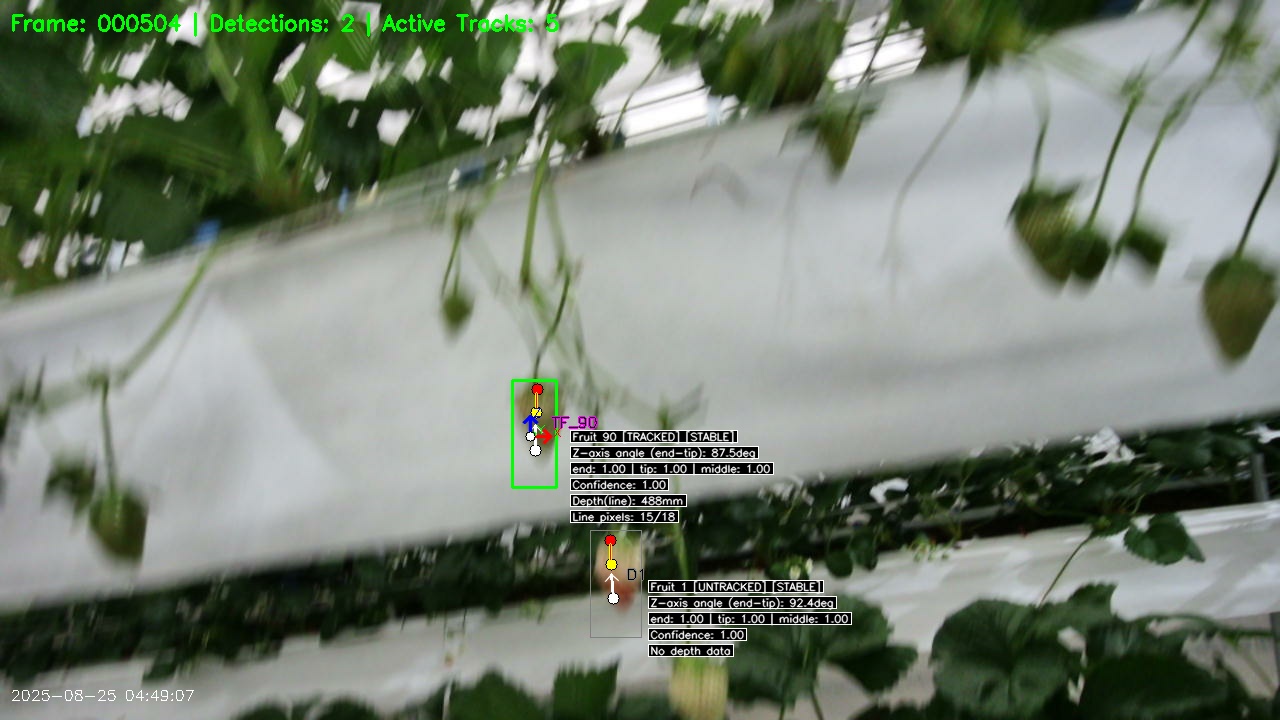 Frame: 000504 | Detections: 2 | Active Tracks: 5
TF_90
Fruit 90 [TRACKED] [STABLE]
Z-axis angle (end-tip): 87.5deg
end: 1.00 | tip: 1.00 | middle: 1.00
Confidence: 1.00
Depth(line): 488mm
Line pixels: 15/18
D1
Fruit 1 [UNTRACKED] [STABLE]
Z-axis angle (end-tip): 92.4deg
end: 1.00 | tip: 1.00 | middle: 1.00
Confidence: 1.00
No depth data
2025-08-25 04:49:07